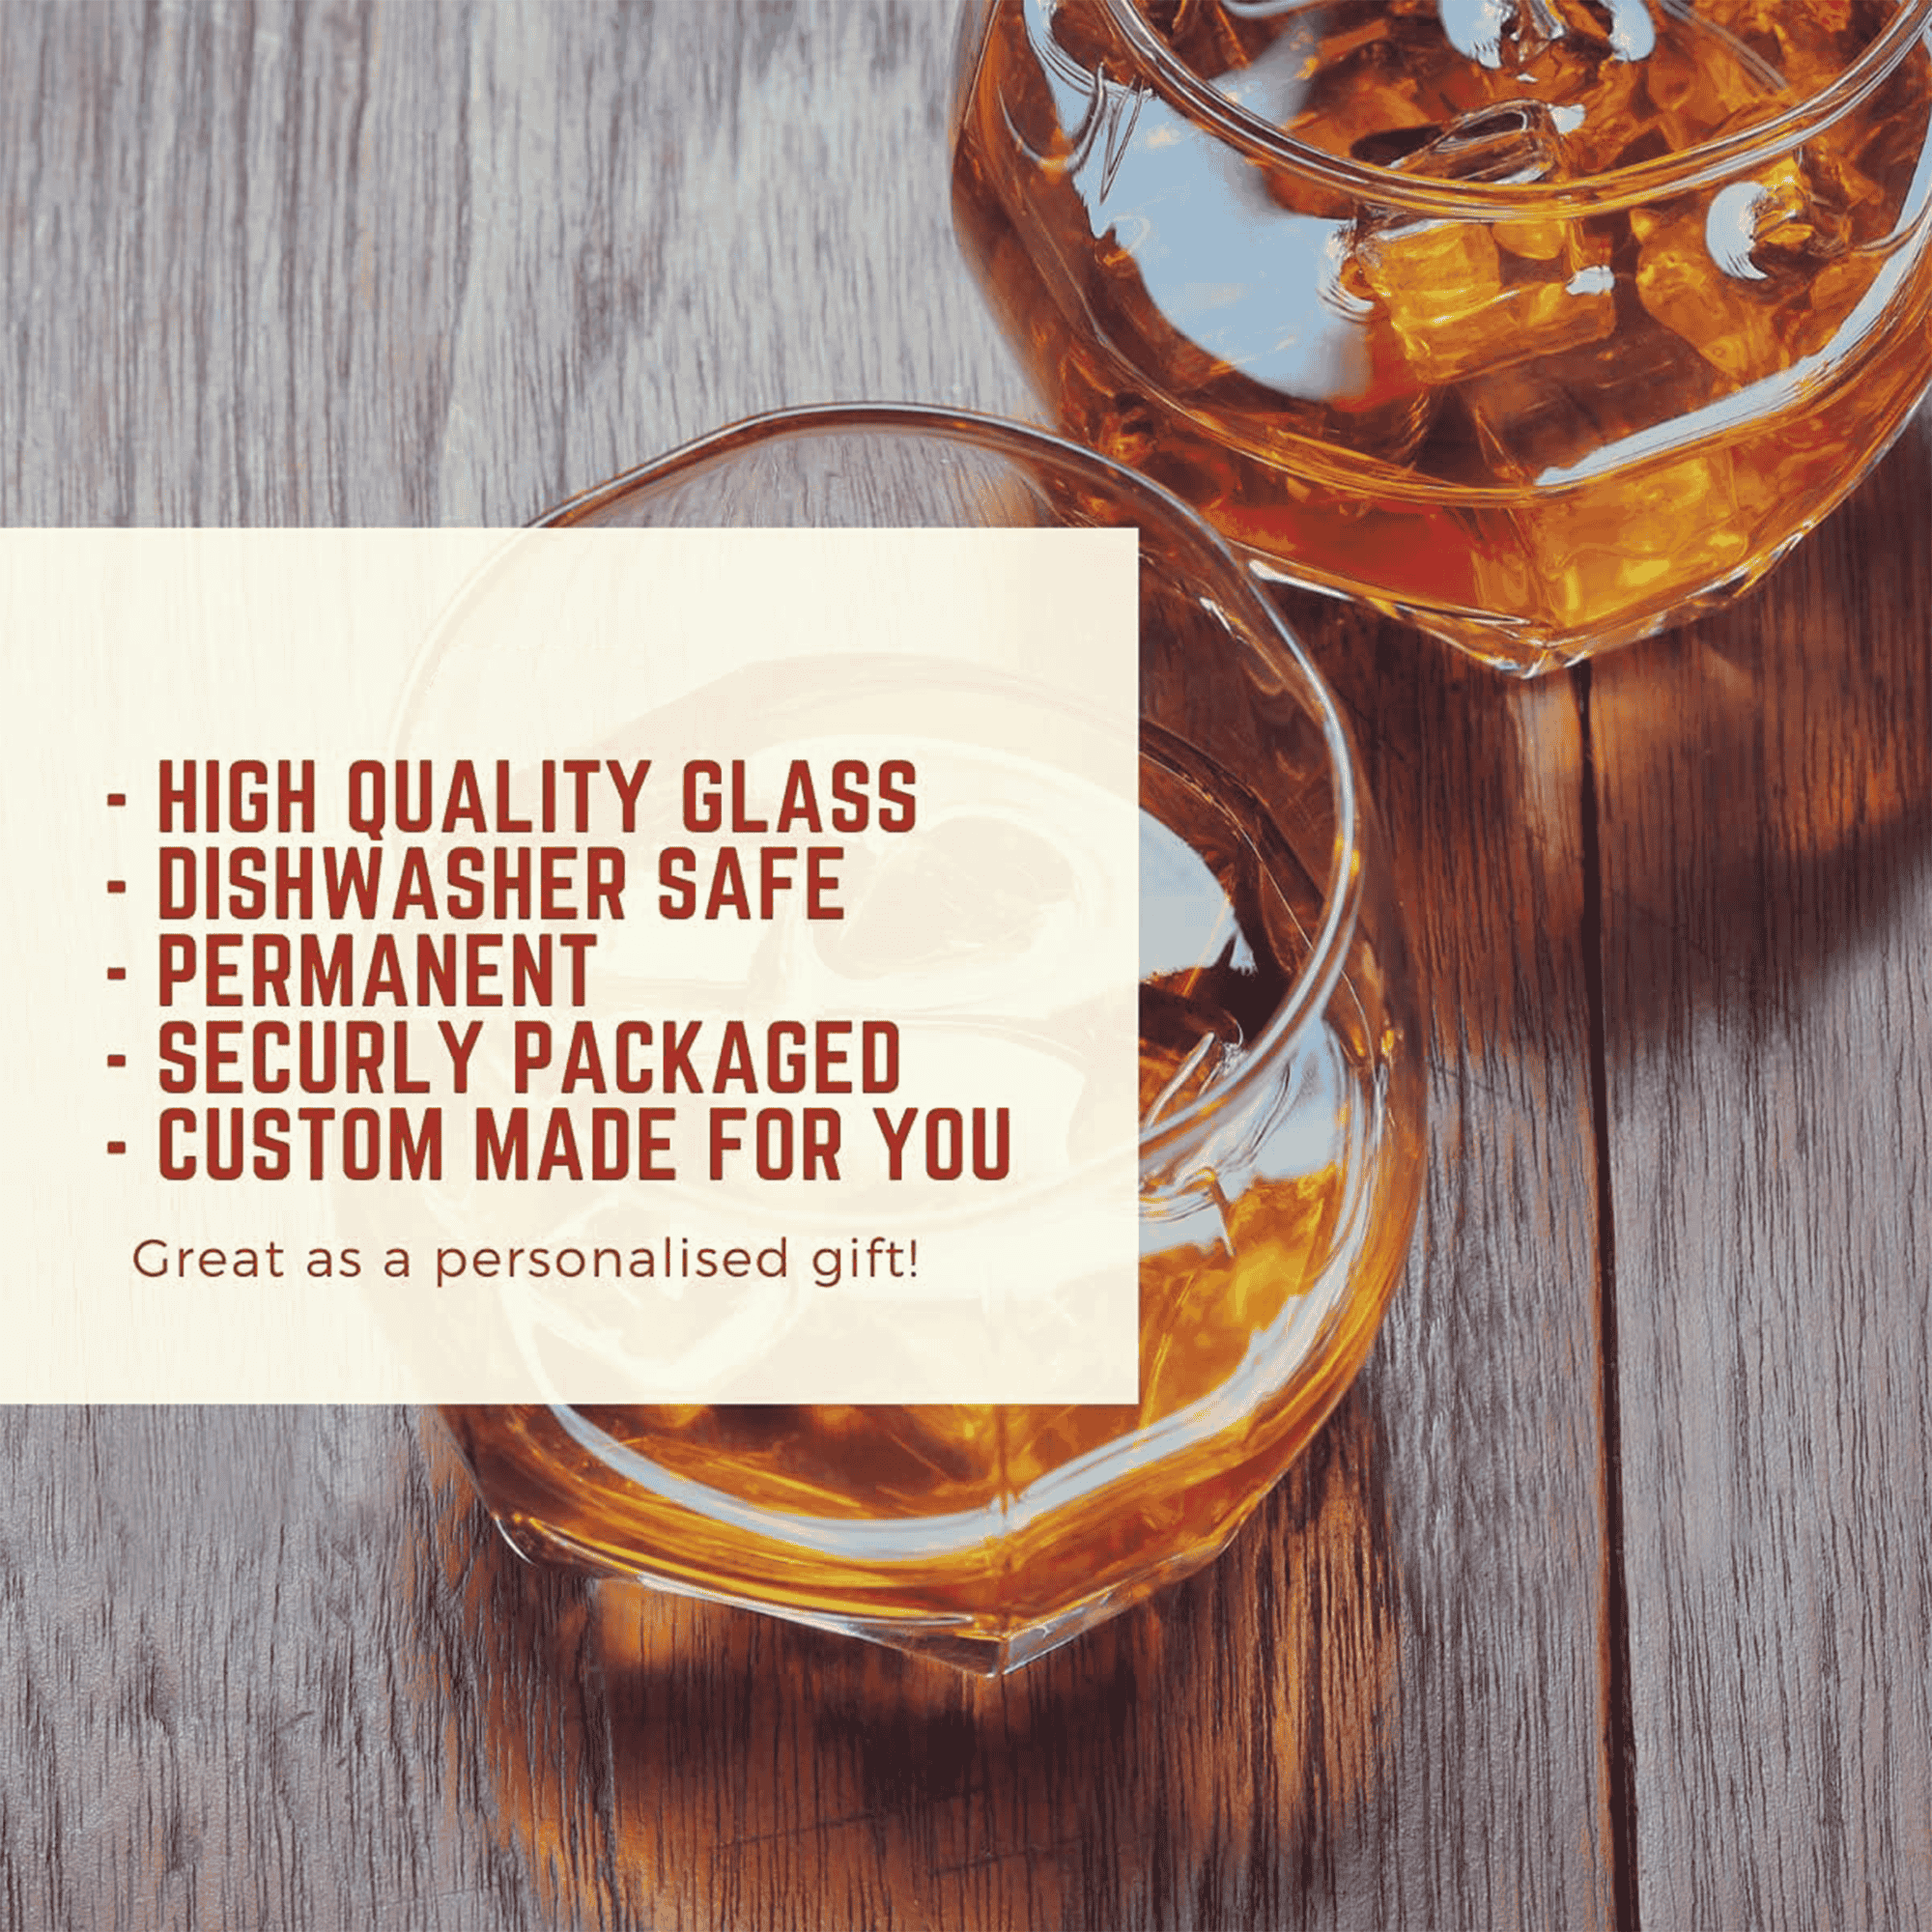 - HIGH QUALITY GLASS
- DISHWASHER SAFE
- PERMANENT
- SECURLY PACKAGED
- CUSTOM MADE FOR YOU
Great as a personalised gift!